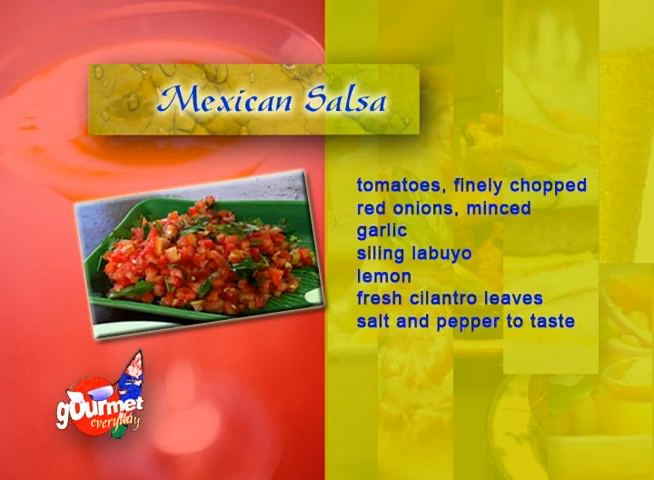 Mexican Salsa
tomatoes, finely chopped
red onions, minced
garlic
siling labuyo
lemon
fresh cilantro leaves
salt and pepper to taste
gourmet
everyday